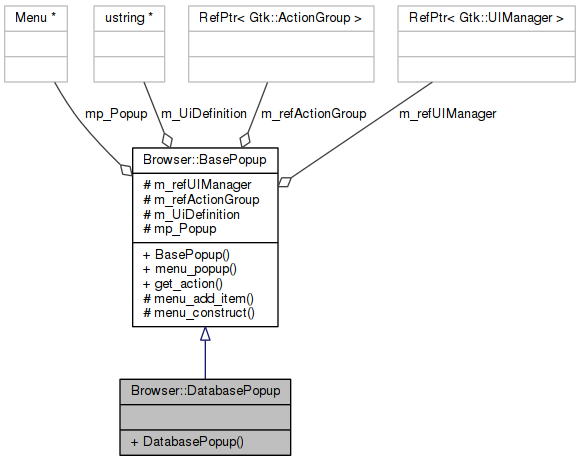 Menu *
ustring *
RefPtr< Gtk::ActionGroup >
RefPtr< Gtk::UIManager >
mp_Popup
m_UiDefinition
m_refActionGroup
m_refUIManager
Browser::BasePopup
# m_refUIManager
# m_refActionGroup
# m_UiDefinition
# mp_Popup
+ BasePopup()
+ menu_popup()
+ get_action()
# menu_add_item()
# menu_construct()
Browser::DatabasePopup
+ DatabasePopup()